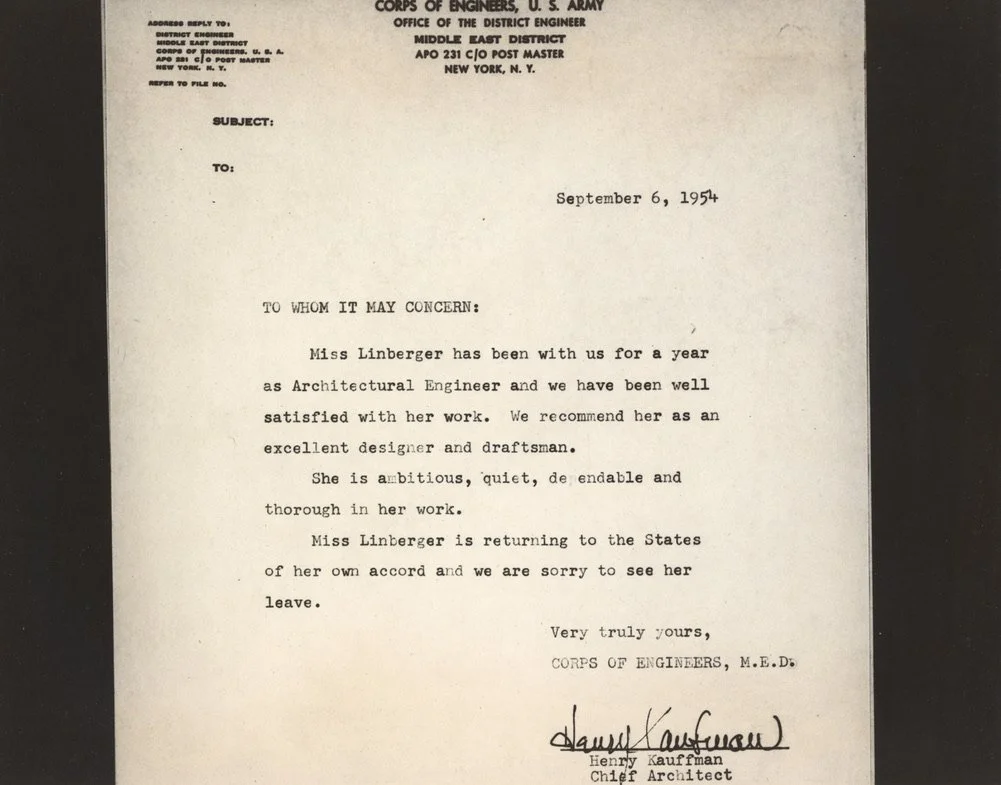 CORPS OF ENGINEERS, U. S. ARMY
OFFICE OF THE DISTRICT ENGINEER
MIDDLE EAST DISTRICT
APO 231 C/O POST MASTER
NEW YORK, N. Y.
ADDRESS REPLY TO:
DISTRICT ENGINEER
MIDDLE EAST DISTRICT
CORPS OF ENGINEERS, U. S. A.
APO 231 C/O POST MASTER
NEW YORK, N. Y.
REFER TO FILE NO.
SUBJECT:
TO:
September 6, 1954
TO WHOM IT MAY CONCERN:
Miss Linberger has been with us for a year
as Architectural Engineer and we have been well
satisfied with her work. We recommend her as an
excellent designer and draftsman.
She is ambitious, quiet, dependable and
thorough in her work.
Miss Linberger is returning to the States
of her own accord and we are sorry to see her
leave.
Very truly yours,
CORPS OF ENGINEERS, M.E.D.
Henry Kauffman
Henry Kauffman
Chief Architect